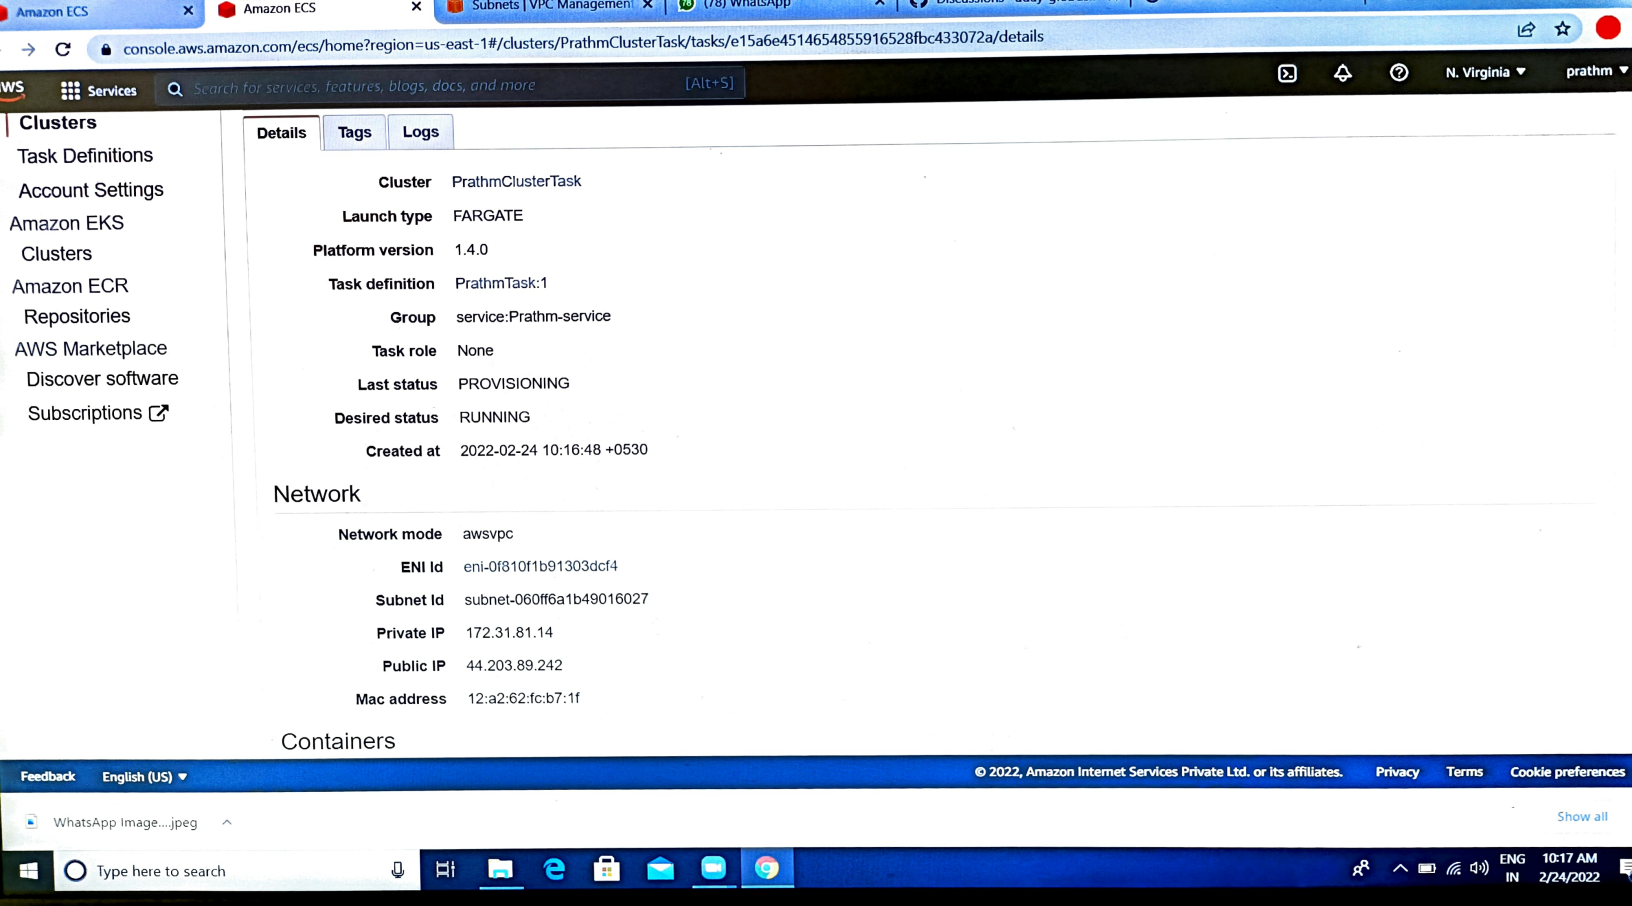 Amazon ECS
Amazon ECS
Subnets | VPC Management
(78) WhatsApp
console.aws.amazon.com/ecs/home?region=us-east-1#/clusters/PrathmClusterTask/tasks/e15a6e4514654855916528fbc433072a/details
Services
Search for services, features, blogs, docs, and more
[Alt+S]
N. Virginia
prathm
Clusters
Task Definitions
Account Settings
Amazon EKS
Clusters
Amazon ECR
Repositories
AWS Marketplace
Discover software
Subscriptions
Details
Tags
Logs
Cluster PrathmClusterTask
Launch type FARGATE
Platform version 1.4.0
Task definition PrathmTask:1
Group service:Prathm-service
Task role None
Last status PROVISIONING
Desired status RUNNING
Created at 2022-02-24 10:16:48 +0530
Network
Network mode awsvpc
ENI Id eni-0f810f1b91303dcf4
Subnet Id subnet-060ff6a1b49016027
Private IP 172.31.81.14
Public IP 44.203.89.242
Mac address 12:a2:62:fc:b7:1f
Containers
Feedback English (US) © 2022, Amazon Internet Services Private Ltd. or its affiliates. Privacy Terms Cookie preferences
WhatsApp Image....jpeg
Show all
Type here to search
ENG
IN
10:17 AM
2/24/2022